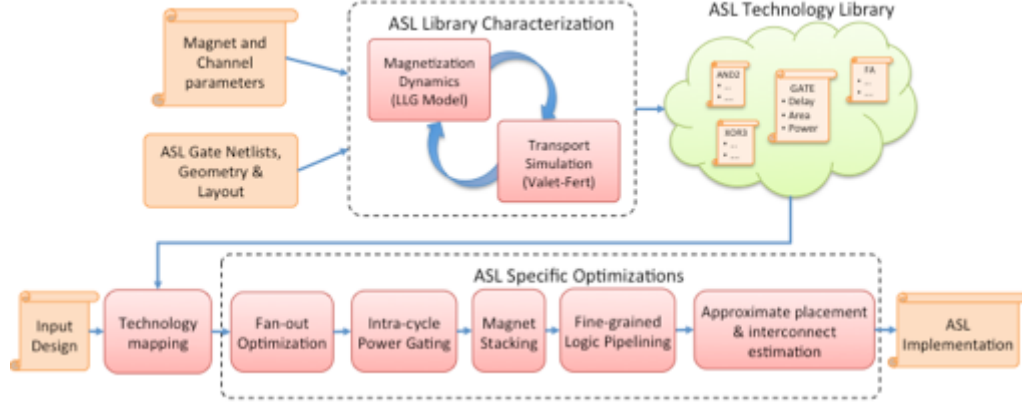 ASL Library Characterization
ASL Technology Library
Magnet and
Channel
parameters
Magnetization
Dynamics
(LLG Model)
Transport
Simulation
(Valet-Fert)
ASL Gate Netlists,
Geometry &
Layout
AND2
• ...
• ....
GATE
• Delay
• Area
• Power
FA
• ...
• ....
XOR3
• ...
• ....
ASL Specific Optimizations
Input
Design
Technology
mapping
Fan-out
Optimization
Intra-cycle
Power Gating
Magnet
Stacking
Fine-grained
Logic Pipelining
Approximate placement
& interconnect
estimation
ASL
Implementation